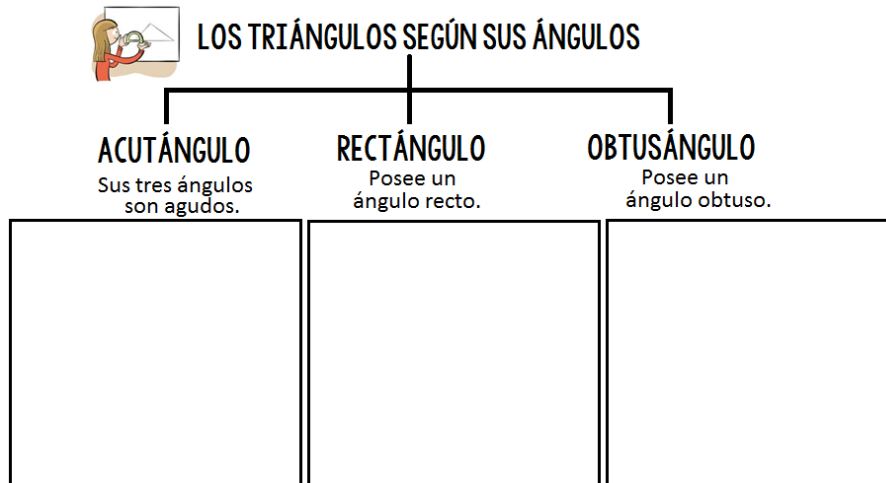 LOS TRIÁNGULOS SEGÚN SUS ÁNGULOS
ACUTÁNGULO
Sus tres ángulos
son agudos.
RECTÁNGULO
Posee un
ángulo recto.
OBTUSÁNGULO
Posee un
ángulo obtuso.